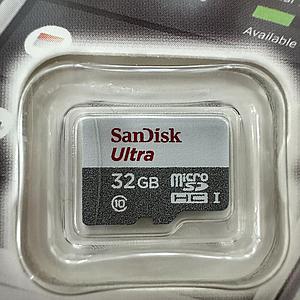 Available
SanDisk
Ultra
32GB micro SD
10 HC I